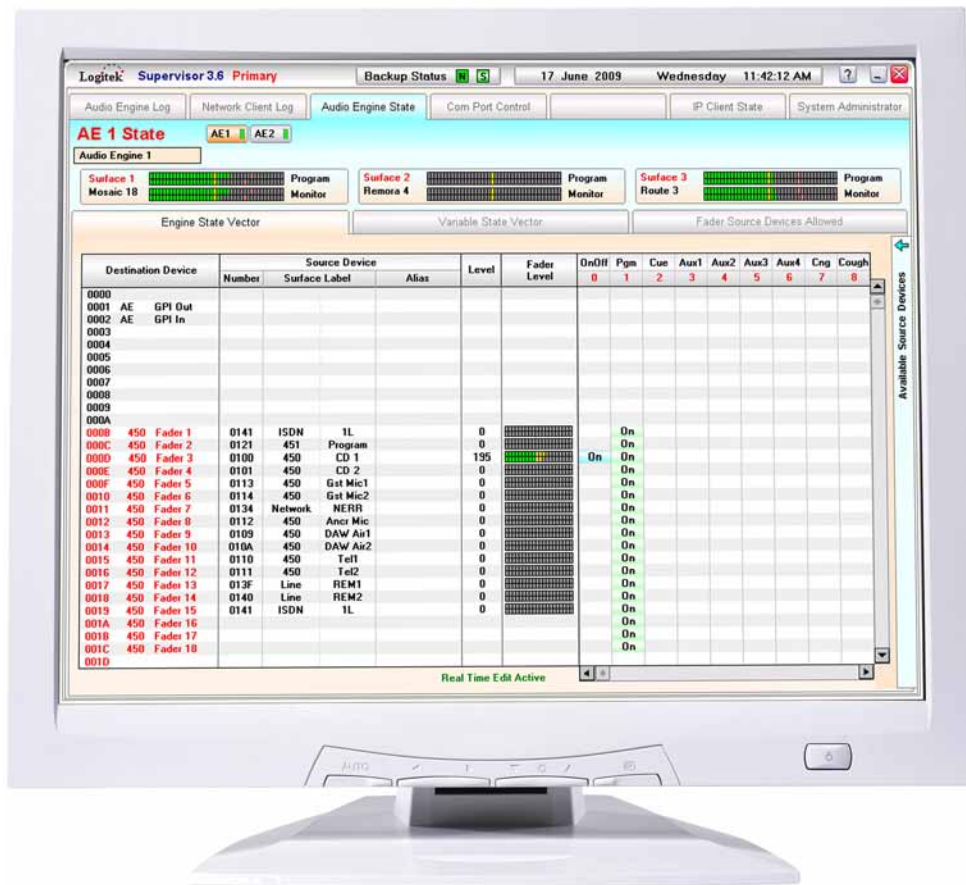 Logitek Supervisor 3.6 Primary Backup Status N S 17 June 2009 Wednesday 11:42:12 AM ?
Audio Engine Log Network Client Log Audio Engine State Com Port Control IP Client State System Administrator
AE 1 State AE1 AE2
Audio Engine 1
Surface 1 Program Surface 2 Program Surface 3 Program
Mosaic 18 Monitor Remora 4 Monitor Route 3 Monitor
Engine State Vector Variable State Vector Fader Source Devices Allowed
Destination Device Source Device Level Fader Level OnOff Pgm Cue Aux1 Aux2 Aux3 Aux4 Cng Cough
Number Surface Label Alias 0 1 2 3 4 5 6 7 8
Available Source Devices
0000
0001 AE GPI Out
0002 AE GPI In
0003
0004
0005
0006
0007
0008
0009
000A
000B 450 Fader 1 0141 ISDN 1L 0 On
000C 450 Fader 2 0121 451 Program 0 On
000D 450 Fader 3 0100 450 CD 1 195 On On
000E 450 Fader 4 0101 450 CD 2 0 On
000F 450 Fader 5 0113 450 Gst Mic1 0 On
0010 450 Fader 6 0114 450 Gst Mic2 0 On
0011 450 Fader 7 0134 Network NERR 0 On
0012 450 Fader 8 0112 450 Ancr Mic 0 On
0013 450 Fader 9 0109 450 DAW Air1 0 On
0014 450 Fader 10 010A 450 DAW Air2 0 On
0015 450 Fader 11 0110 450 Tel1 0 On
0016 450 Fader 12 0111 450 Tel2 0 On
0017 450 Fader 13 013F Line REM1 0 On
0018 450 Fader 14 0140 Line REM2 0 On
0019 450 Fader 15 0141 ISDN 1L 0 On
001A 450 Fader 16 On
001B 450 Fader 17 On
001C 450 Fader 18 On
001D
Real Time Edit Active
AUTO